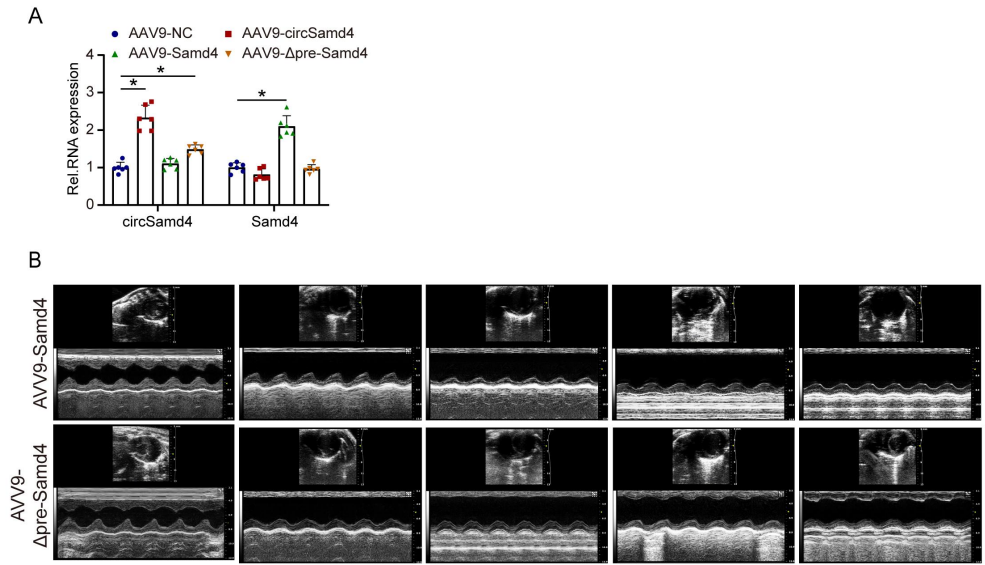 A
AAV9-NC
AAV9-circSamd4
AAV9-Samd4
AAV9-Δpre-Samd4
Rel.RNA expression
4
3
2
1
0
*
*
*
circSamd4
Samd4
B
AVV9-Samd4
AVV9-
Δpre-Samd4